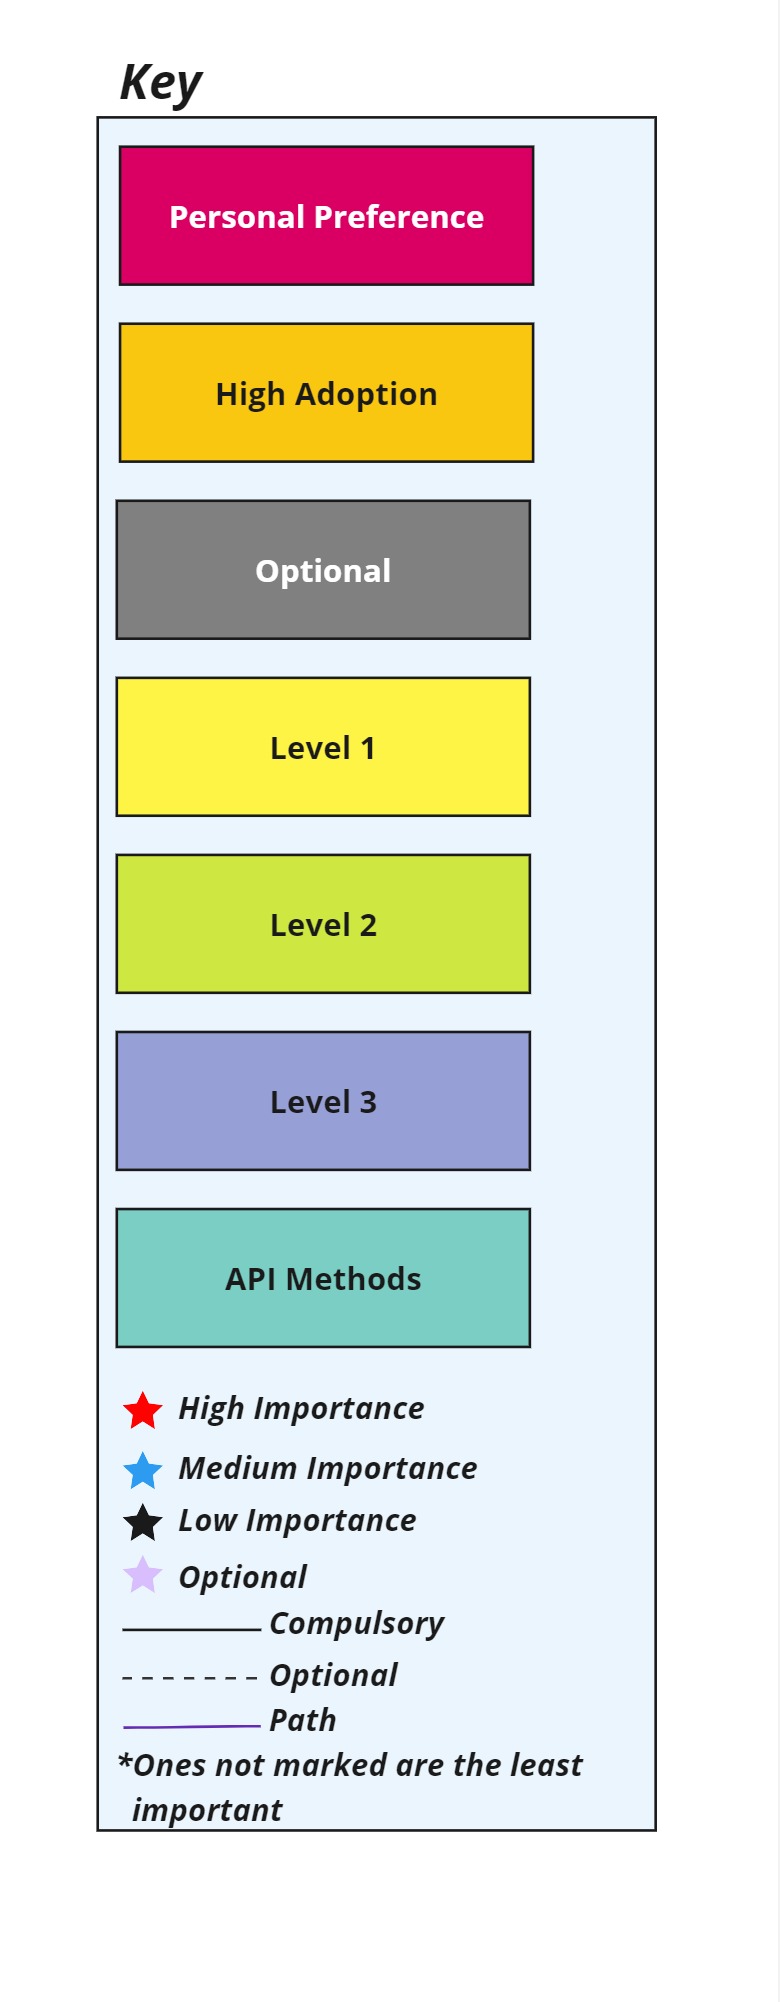 Key
Personal Preference
High Adoption
Optional
Level 1
Level 2
Level 3
API Methods
High Importance
Medium Importance
Low Importance
Optional
Compulsory
Optional
Path
*Ones not marked are the least
important